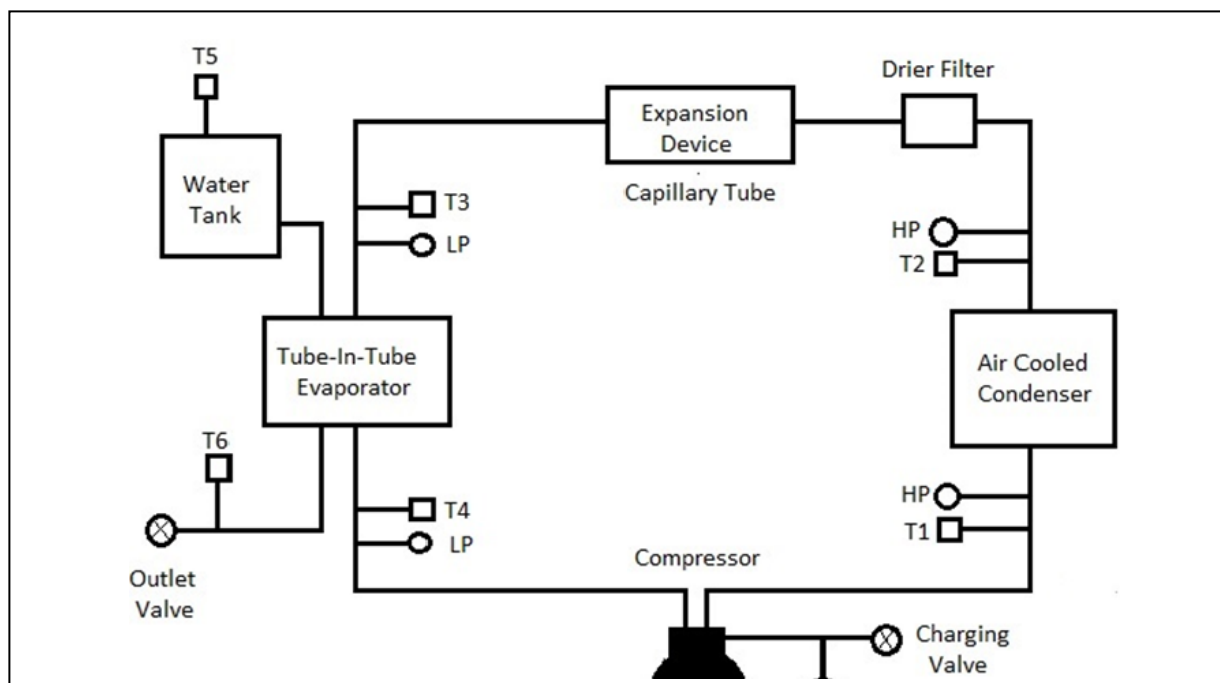 T5
Drier Filter
Expansion
Device
Capillary Tube
Water
Tank
T3
LP
HP
T2
Tube-In-Tube
Evaporator
Air Cooled
Condenser
T6
T4
LP
HP
T1
Compressor
Outlet
Valve
Charging
Valve